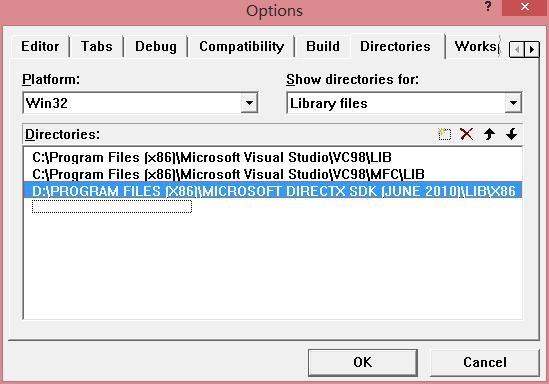 Options
?
Editor Tabs Debug Compatibility Build Directories Works
Platform: Show directories for:
Win32 Library files
Directories:
C:\Program Files (x86)\Microsoft Visual Studio\VC98\LIB
C:\Program Files (x86)\Microsoft Visual Studio\VC98\MFC\LIB
D:\PROGRAM FILES (X86)\MICROSOFT DIRECTX SDK (JUNE 2010)\LIB\X86
OK Cancel